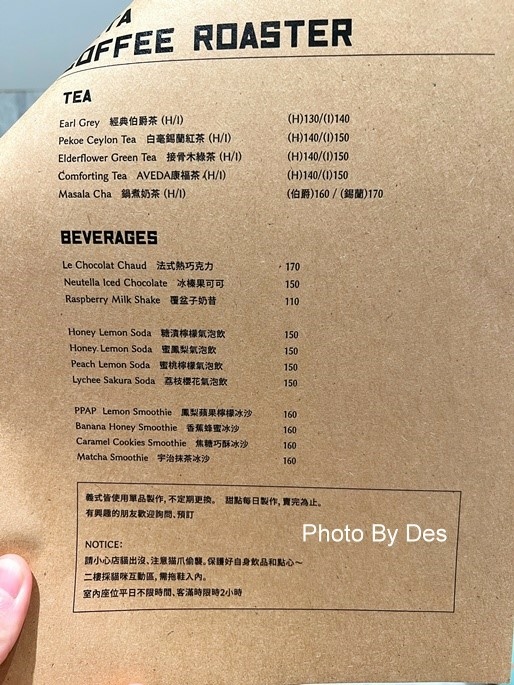 TA
COFFEE ROASTER
TEA
Earl Grey 經典伯爵茶 (H/I) (H)130/(I)140
Pekoe Ceylon Tea 白毫錫蘭紅茶 (H/I) (H)140/(I)150
Elderflower Green Tea 接骨木綠茶 (H/I) (H)140/(I)150
Comforting Tea AVEDA康福茶 (H/I) (H)140/(I)150
Masala Cha 鍋煮奶茶 (H/I) (伯爵)160 / (錫蘭)170
BEVERAGES
Le Chocolat Chaud 法式熱巧克力 170
Neutella Iced Chocolate 冰榛果可可 150
Raspberry Milk Shake 覆盆子奶昔 110
Honey Lemon Soda 糖漬檸檬氣泡飲 150
Honey. Lemon Soda 蜜鳳梨氣泡飲 150
Peach Lemon Soda 蜜桃檸檬氣泡飲 150
Lychee Sakura Soda 荔枝櫻花氣泡飲 150
PPAP Lemon Smoothie 鳳梨蘋果檸檬冰沙 160
Banana Honey Smoothie 香蕉蜂蜜冰沙 160
Caramel Cookies Smoothie 焦糖巧酥冰沙 160
Matcha Smoothie 宇治抹茶冰沙 160
義式皆使用單品製作, 不定期更換。 甜點每日製作, 賣完為止。
有興趣的朋友歡迎詢問、預訂
Photo By Des
NOTICE:
請小心店貓出沒、注意貓爪偷襲。保護好自身飲品和點心～
二樓採貓咪互動區, 需拖鞋入內。
室內座位平日不限時間、客滿時限時2小時